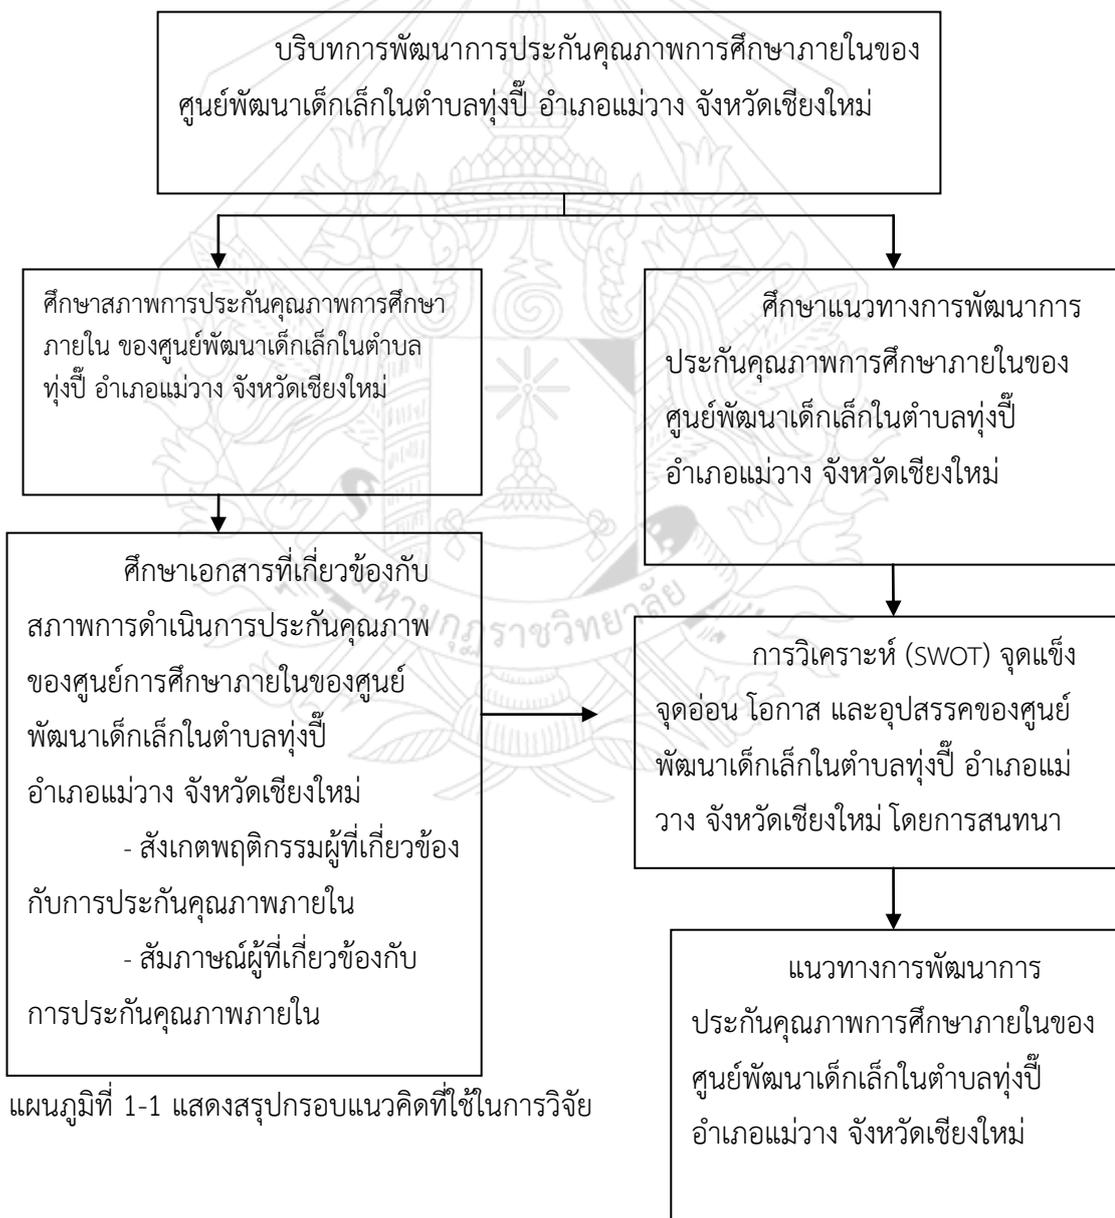 บริบทการพัฒนาการประกันคุณภาพการศึกษาภายในของ
ศูนย์พัฒนาเด็กเล็กในตำบลทุ่งปี๊ อำเภอแม่วาง จังหวัดเชียงใหม่
ศึกษาสภาพการประกันคุณภาพการศึกษา
ภายใน ของศูนย์พัฒนาเด็กเล็กในตำบล
ทุ่งปี๊ อำเภอแม่วาง จังหวัดเชียงใหม่
ศึกษาแนวทางการพัฒนาการ
ประกันคุณภาพการศึกษาภายในของ
ศูนย์พัฒนาเด็กเล็กในตำบลทุ่งปี๊
อำเภอแม่วาง จังหวัดเชียงใหม่
ศึกษาเอกสารที่เกี่ยวข้องกับ
สภาพการดำเนินการประกันคุณภาพ
ของศูนย์การศึกษาภายในของศูนย์
พัฒนาเด็กเล็กในตำบลทุ่งปี๊
อำเภอแม่วาง จังหวัดเชียงใหม่
- สังเกตพฤติกรรมผู้ที่เกี่ยวข้อง
กับการประกันคุณภาพภายใน
- สัมภาษณ์ผู้ที่เกี่ยวข้องกับ
การประกันคุณภาพภายใน
มหามกุฏราชวิทยาลัย
การวิเคราะห์ (SWOT) จุดแข็ง
จุดอ่อน โอกาส และอุปสรรคของศูนย์
พัฒนาเด็กเล็กในตำบลทุ่งปี๊ อำเภอแม่
วาง จังหวัดเชียงใหม่ โดยการสนทนา
แนวทางการพัฒนาการ
ประกันคุณภาพการศึกษาภายในของ
ศูนย์พัฒนาเด็กเล็กในตำบลทุ่งปี๊
อำเภอแม่วาง จังหวัดเชียงใหม่
แผนภูมิที่ 1-1 แสดงสรุปกรอบแนวคิดที่ใช้ในการวิจัย